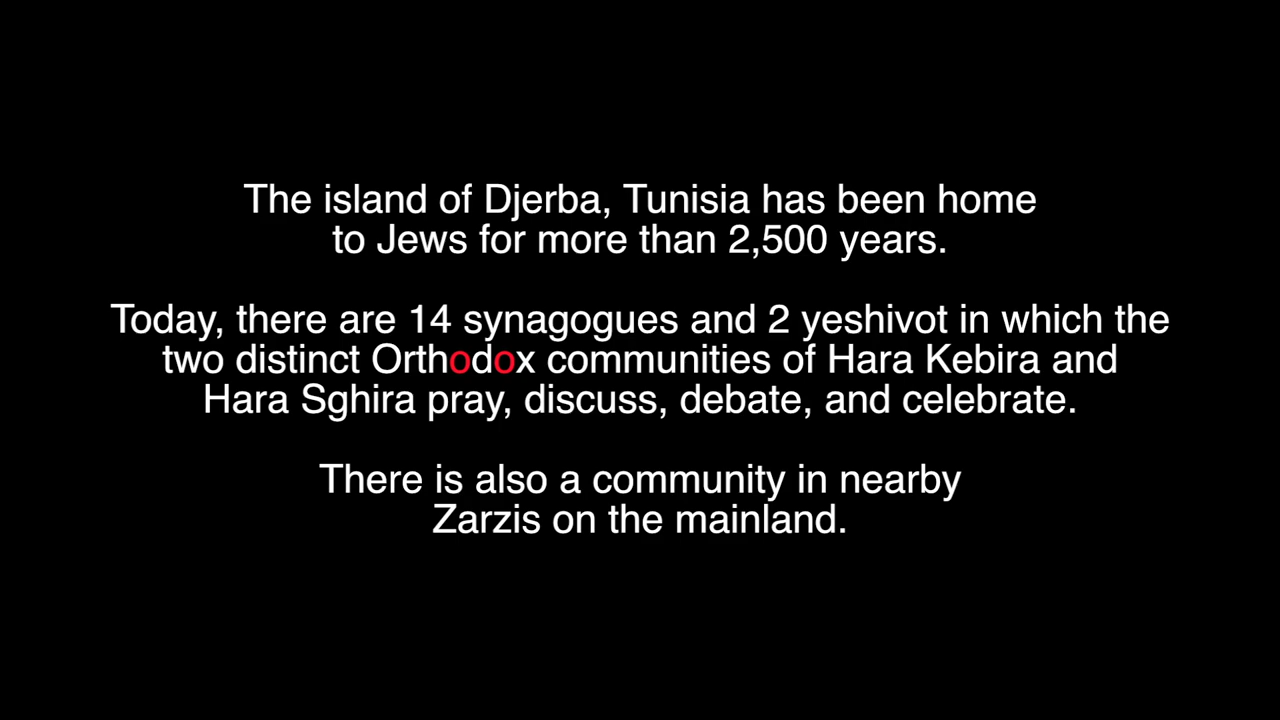 The island of Djerba, Tunisia has been home
to Jews for more than 2,500 years.
Today, there are 14 synagogues and 2 yeshivot in which the
two distinct Orthodox communities of Hara Kebira and
Hara Sghira pray, discuss, debate, and celebrate.
There is also a community in nearby
Zarzis on the mainland.